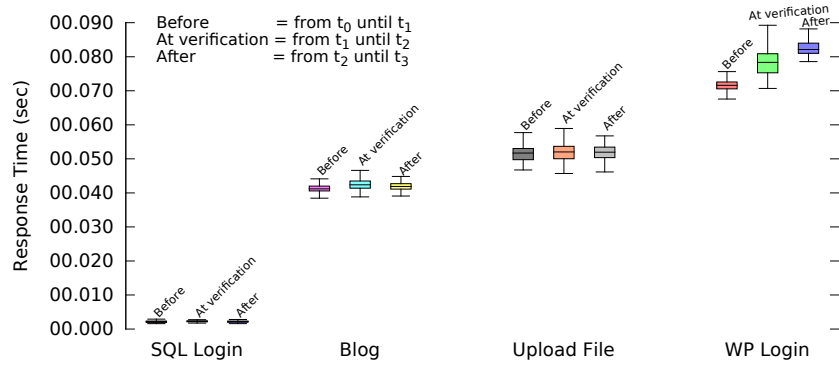 00.090
00.080
00.070
00.060
00.050
00.040
00.030
00.020
00.010
00.000
Response Time (sec)
Before = from t0 until t1
At verification = from t1 until t2
After = from t2 until t3
Before
At verification
After
Before
At verification
After
Before
At verification
After
Before
At verification
After
SQL Login
Blog
Upload File
WP Login